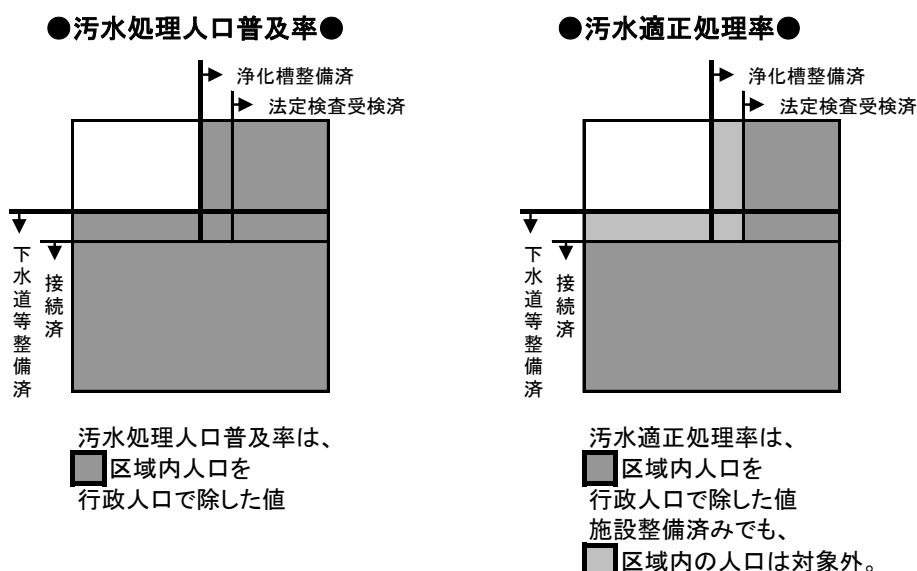 ●汚水処理人口普及率●
浄化槽整備済
法定検査受検済
下水道等整備済
接続済
汚水処理人口普及率は、
区域内人口を
行政人口で除した値
●汚水適正処理率●
浄化槽整備済
法定検査受検済
下水道等整備済
接続済
汚水適正処理率は、
区域内人口を
行政人口で除した値
施設整備済みでも、
区域内の人口は対象外。